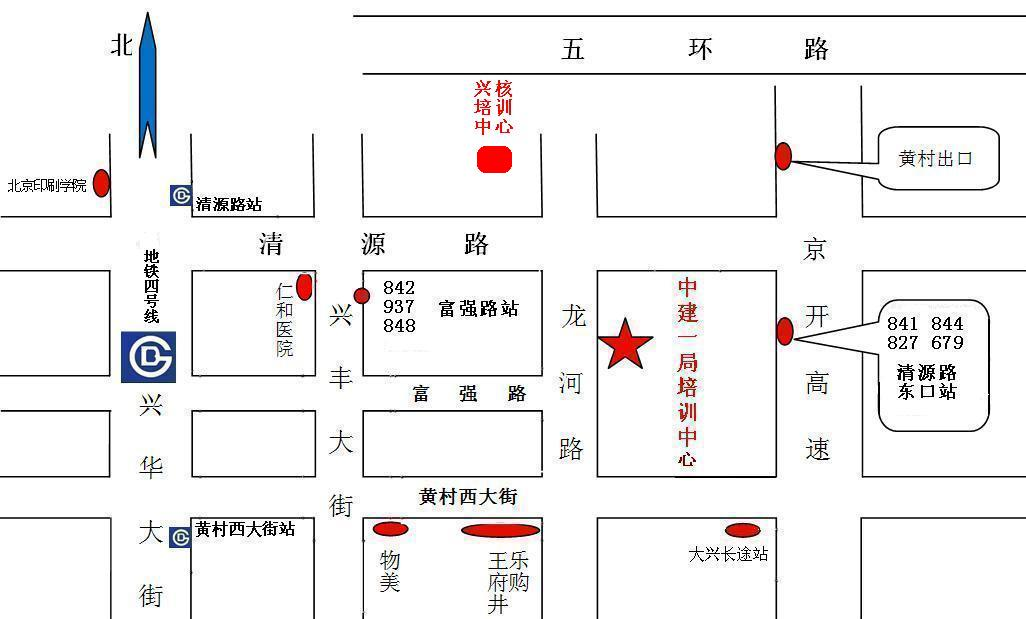 北
五环路
兴核
培训
中心
黄村出口
北京印刷学院
清源路站
清源路
地铁四号线
兴华大街
仁和医院
兴丰大街
842
937
848
富强路站
富强路
龙河路
中建一局培训中心
京开高速
841 844
827 679
清源路
东口站
黄村西大街
黄村西大街站
物美
王府井
乐购
大兴长途站